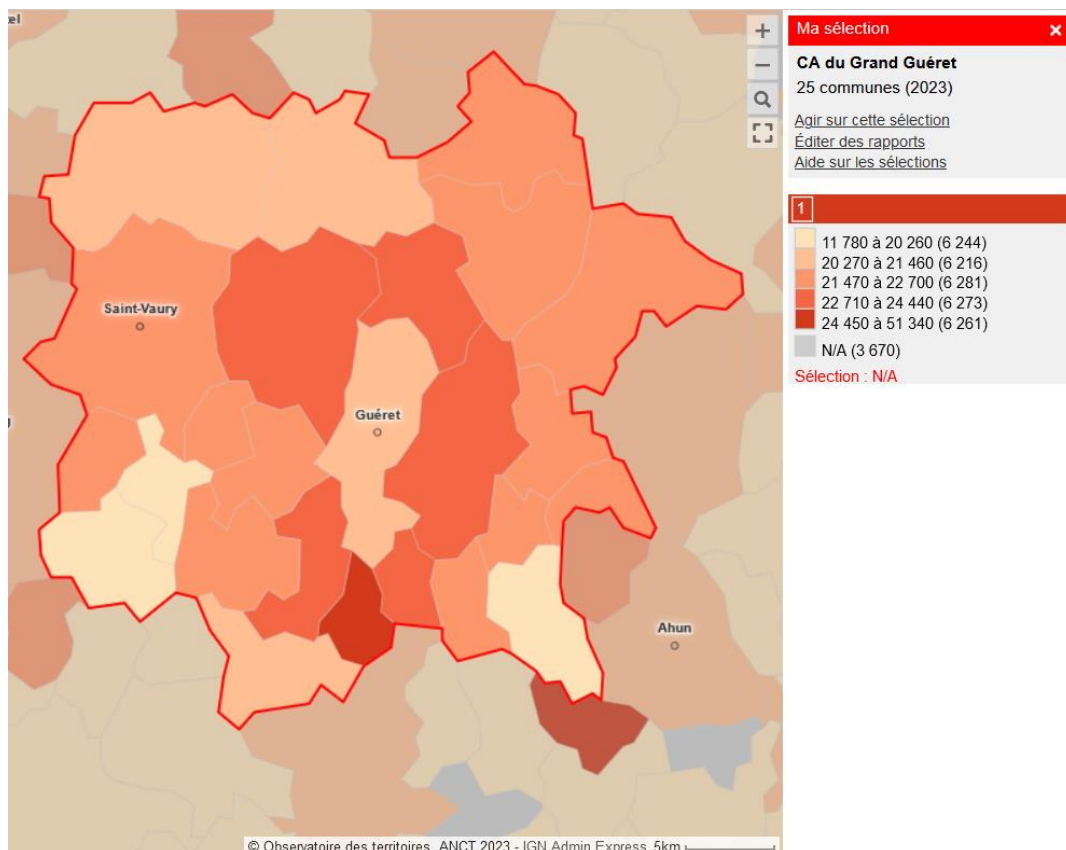 el
+
−
Saint-Vaury
Guéret
Ahun
© Observatoire des territoires, ANCT 2023 - IGN Admin Express 5km
Ma sélection ×
CA du Grand Guéret
25 communes (2023)
Agir sur cette sélection
Éditer des rapports
Aide sur les sélections
1
11 780 à 20 260 (6 244)
20 270 à 21 460 (6 216)
21 470 à 22 700 (6 281)
22 710 à 24 440 (6 273)
24 450 à 51 340 (6 261)
N/A (3 670)
Sélection : N/A